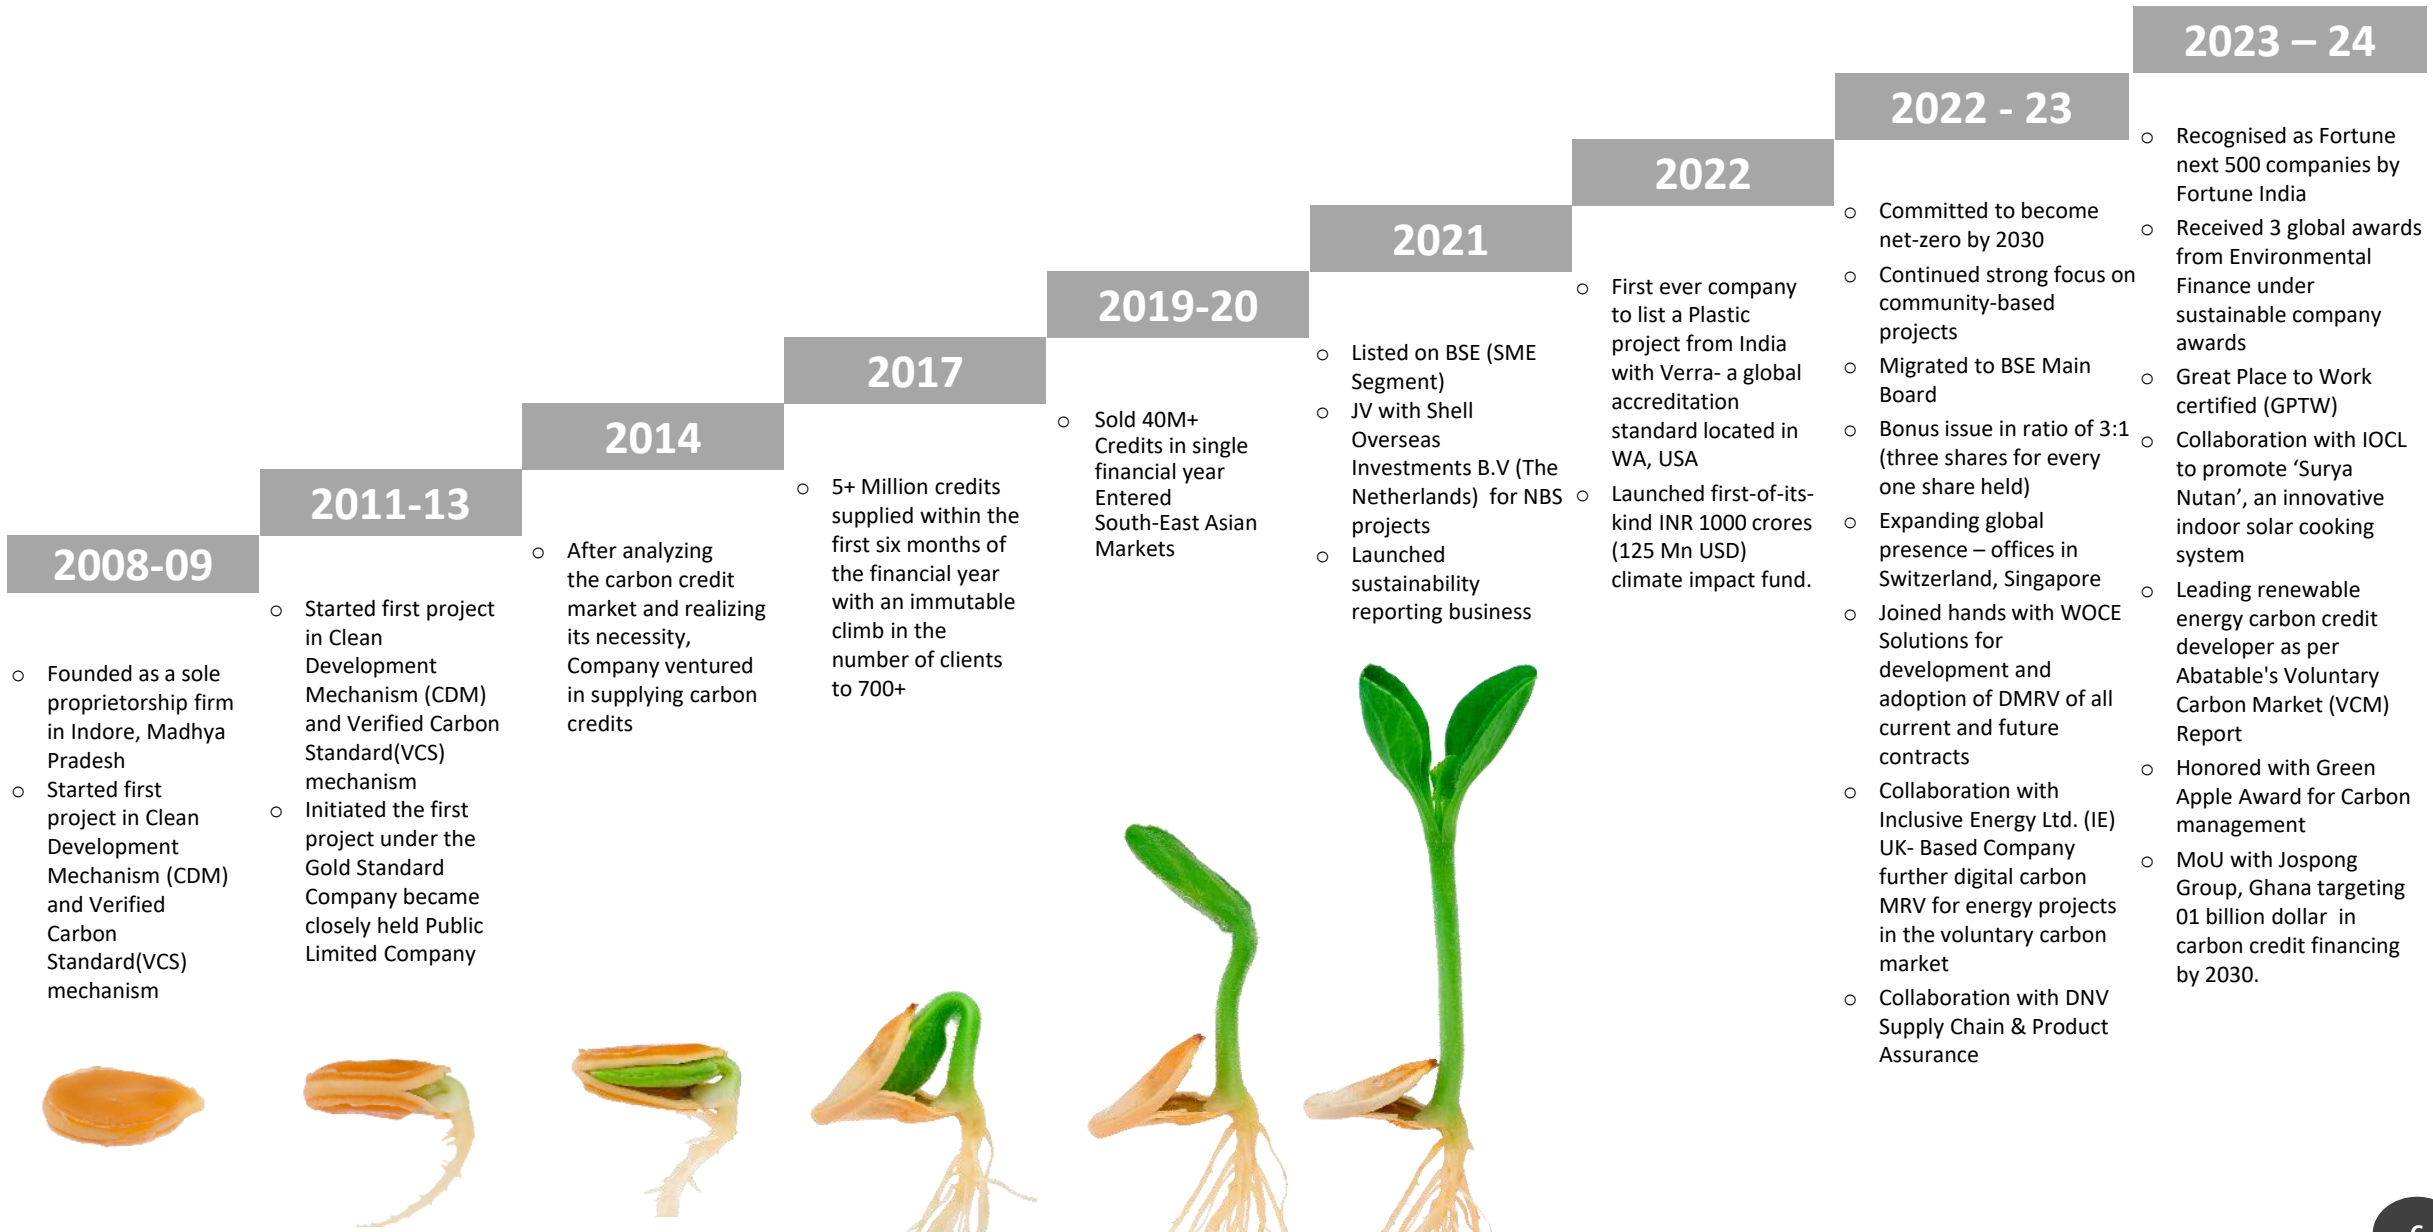 2008-09
o Founded as a sole
proprietorship firm
in Indore, Madhya
Pradesh
o Started first
project in Clean
Development
Mechanism (CDM)
and Verified
Carbon
Standard(VCS)
mechanism
2011-13
o Started first project
in Clean
Development
Mechanism (CDM)
and Verified Carbon
Standard(VCS)
mechanism
o Initiated the first
project under the
Gold Standard
Company became
closely held Public
Limited Company
2014
o After analyzing
the carbon credit
market and realizing
its necessity,
Company ventured
in supplying carbon
credits
2017
o 5+ Million credits
supplied within the
first six months of
the financial year
with an immutable
climb in the
number of clients
to 700+
2019-20
o Sold 40M+
Credits in single
financial year
Entered
South-East Asian
Markets
2021
o Listed on BSE (SME
Segment)
o JV with Shell
Overseas
Investments B.V (The
Netherlands) for NBS
projects
o Launched
sustainability
reporting business
2022
o First ever company
to list a Plastic
project from India
with Verra- a global
accreditation
standard located in
WA, USA
o Launched first-of-its-
kind INR 1000 crores
(125 Mn USD)
climate impact fund.
2022 - 23
o Committed to become
net-zero by 2030
o Continued strong focus on
community-based
projects
o Migrated to BSE Main
Board
o Bonus issue in ratio of 3:1
(three shares for every
one share held)
o Expanding global
presence – offices in
Switzerland, Singapore
o Joined hands with WOCE
Solutions for
development and
adoption of DMRV of all
current and future
contracts
o Collaboration with
Inclusive Energy Ltd. (IE)
UK- Based Company
further digital carbon
MRV for energy projects
in the voluntary carbon
market
o Collaboration with DNV
Supply Chain & Product
Assurance
2023 – 24
o Recognised as Fortune
next 500 companies by
Fortune India
o Received 3 global awards
from Environmental
Finance under
sustainable company
awards
o Great Place to Work
certified (GPTW)
o Collaboration with IOCL
to promote ‘Surya
Nutan’, an innovative
indoor solar cooking
system
o Leading renewable
energy carbon credit
developer as per
Abatable's Voluntary
Carbon Market (VCM)
Report
o Honored with Green
Apple Award for Carbon
management
o MoU with Jospong
Group, Ghana targeting
01 billion dollar in
carbon credit financing
by 2030.